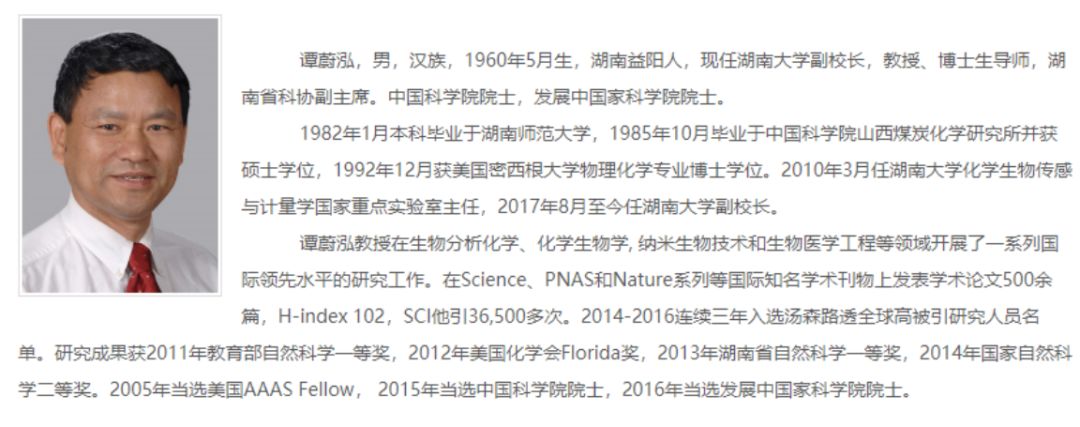 谭蔚泓，男，汉族，1960年5月生，湖南益阳人，现任湖南大学副校长，教授、博士生导师，湖
南省科协副主席。中国科学院院士，发展中国家科学院院士。
1982年1月本科毕业于湖南师范大学，1985年10月毕业于中国科学院山西煤炭化学研究所并获
硕士学位，1992年12月获美国密西根大学物理化学专业博士学位。2010年3月任湖南大学化学生物传感
与计量学国家重点实验室主任，2017年8月至今任湖南大学副校长。
谭蔚泓教授在生物分析化学、化学生物学, 纳米生物技术和生物医学工程等领域开展了一系列国
际领先水平的研究工作。在Science、PNAS和Nature系列等国际知名学术刊物上发表学术论文500余
篇，H-index 102，SCI他引36,500多次。2014-2016连续三年入选汤森路透全球高被引研究人员名
单。研究成果获2011年教育部自然科学一等奖，2012年美国化学会Florida奖，2013年湖南省自然科学一等奖，2014年国家自然科
学二等奖。2005年当选美国AAAS Fellow， 2015年当选中国科学院院士，2016年当选发展中国家科学院院士。